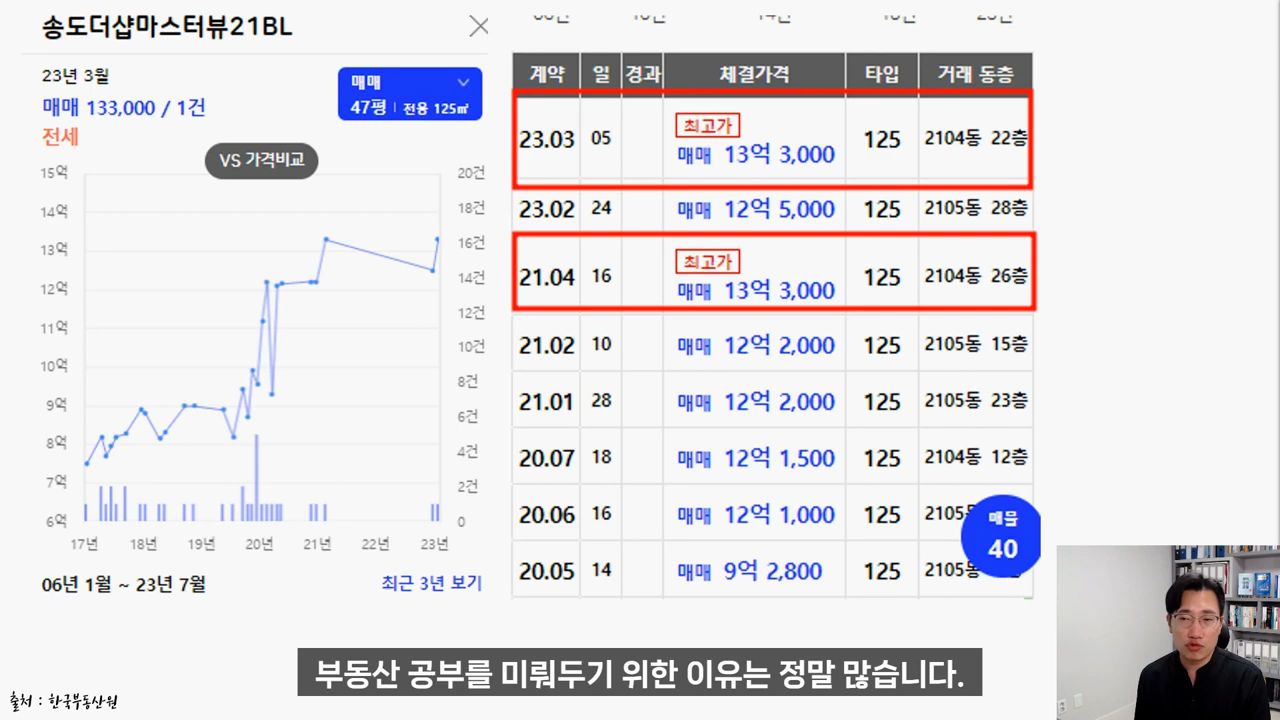 송도더샵마스터뷰21BL
23년 3월
매매 133,000 / 1건
전세
매매
47평 | 전용 125㎡
VS 가격비교
15억
14억
13억
12억
11억
10억
9억
8억
7억
6억
20건
18건
16건
14건
12건
10건
8건
6건
4건
2건
0
17년 18년 19년 20년 21년 22년 23년
06년 1월 ~ 23년 7월
최근 3년 보기
계약 일 경과 체결가격 타입 거래 동층
최고가
23.03 05 매매 13억 3,000 125 2104동 22층
23.02 24 매매 12억 5,000 125 2105동 28층
최고가
21.04 16 매매 13억 3,000 125 2104동 26층
21.02 10 매매 12억 2,000 125 2105동 15층
21.01 28 매매 12억 2,000 125 2105동 23층
20.07 18 매매 12억 1,500 125 2104동 12층
20.06 16 매매 12억 1,000 125 2105
20.05 14 매매 9억 2,800 125 2105동
매물
40
부동산 공부를 미뤄두기 위한 이유는 정말 많습니다.
출처 : 한국부동산원